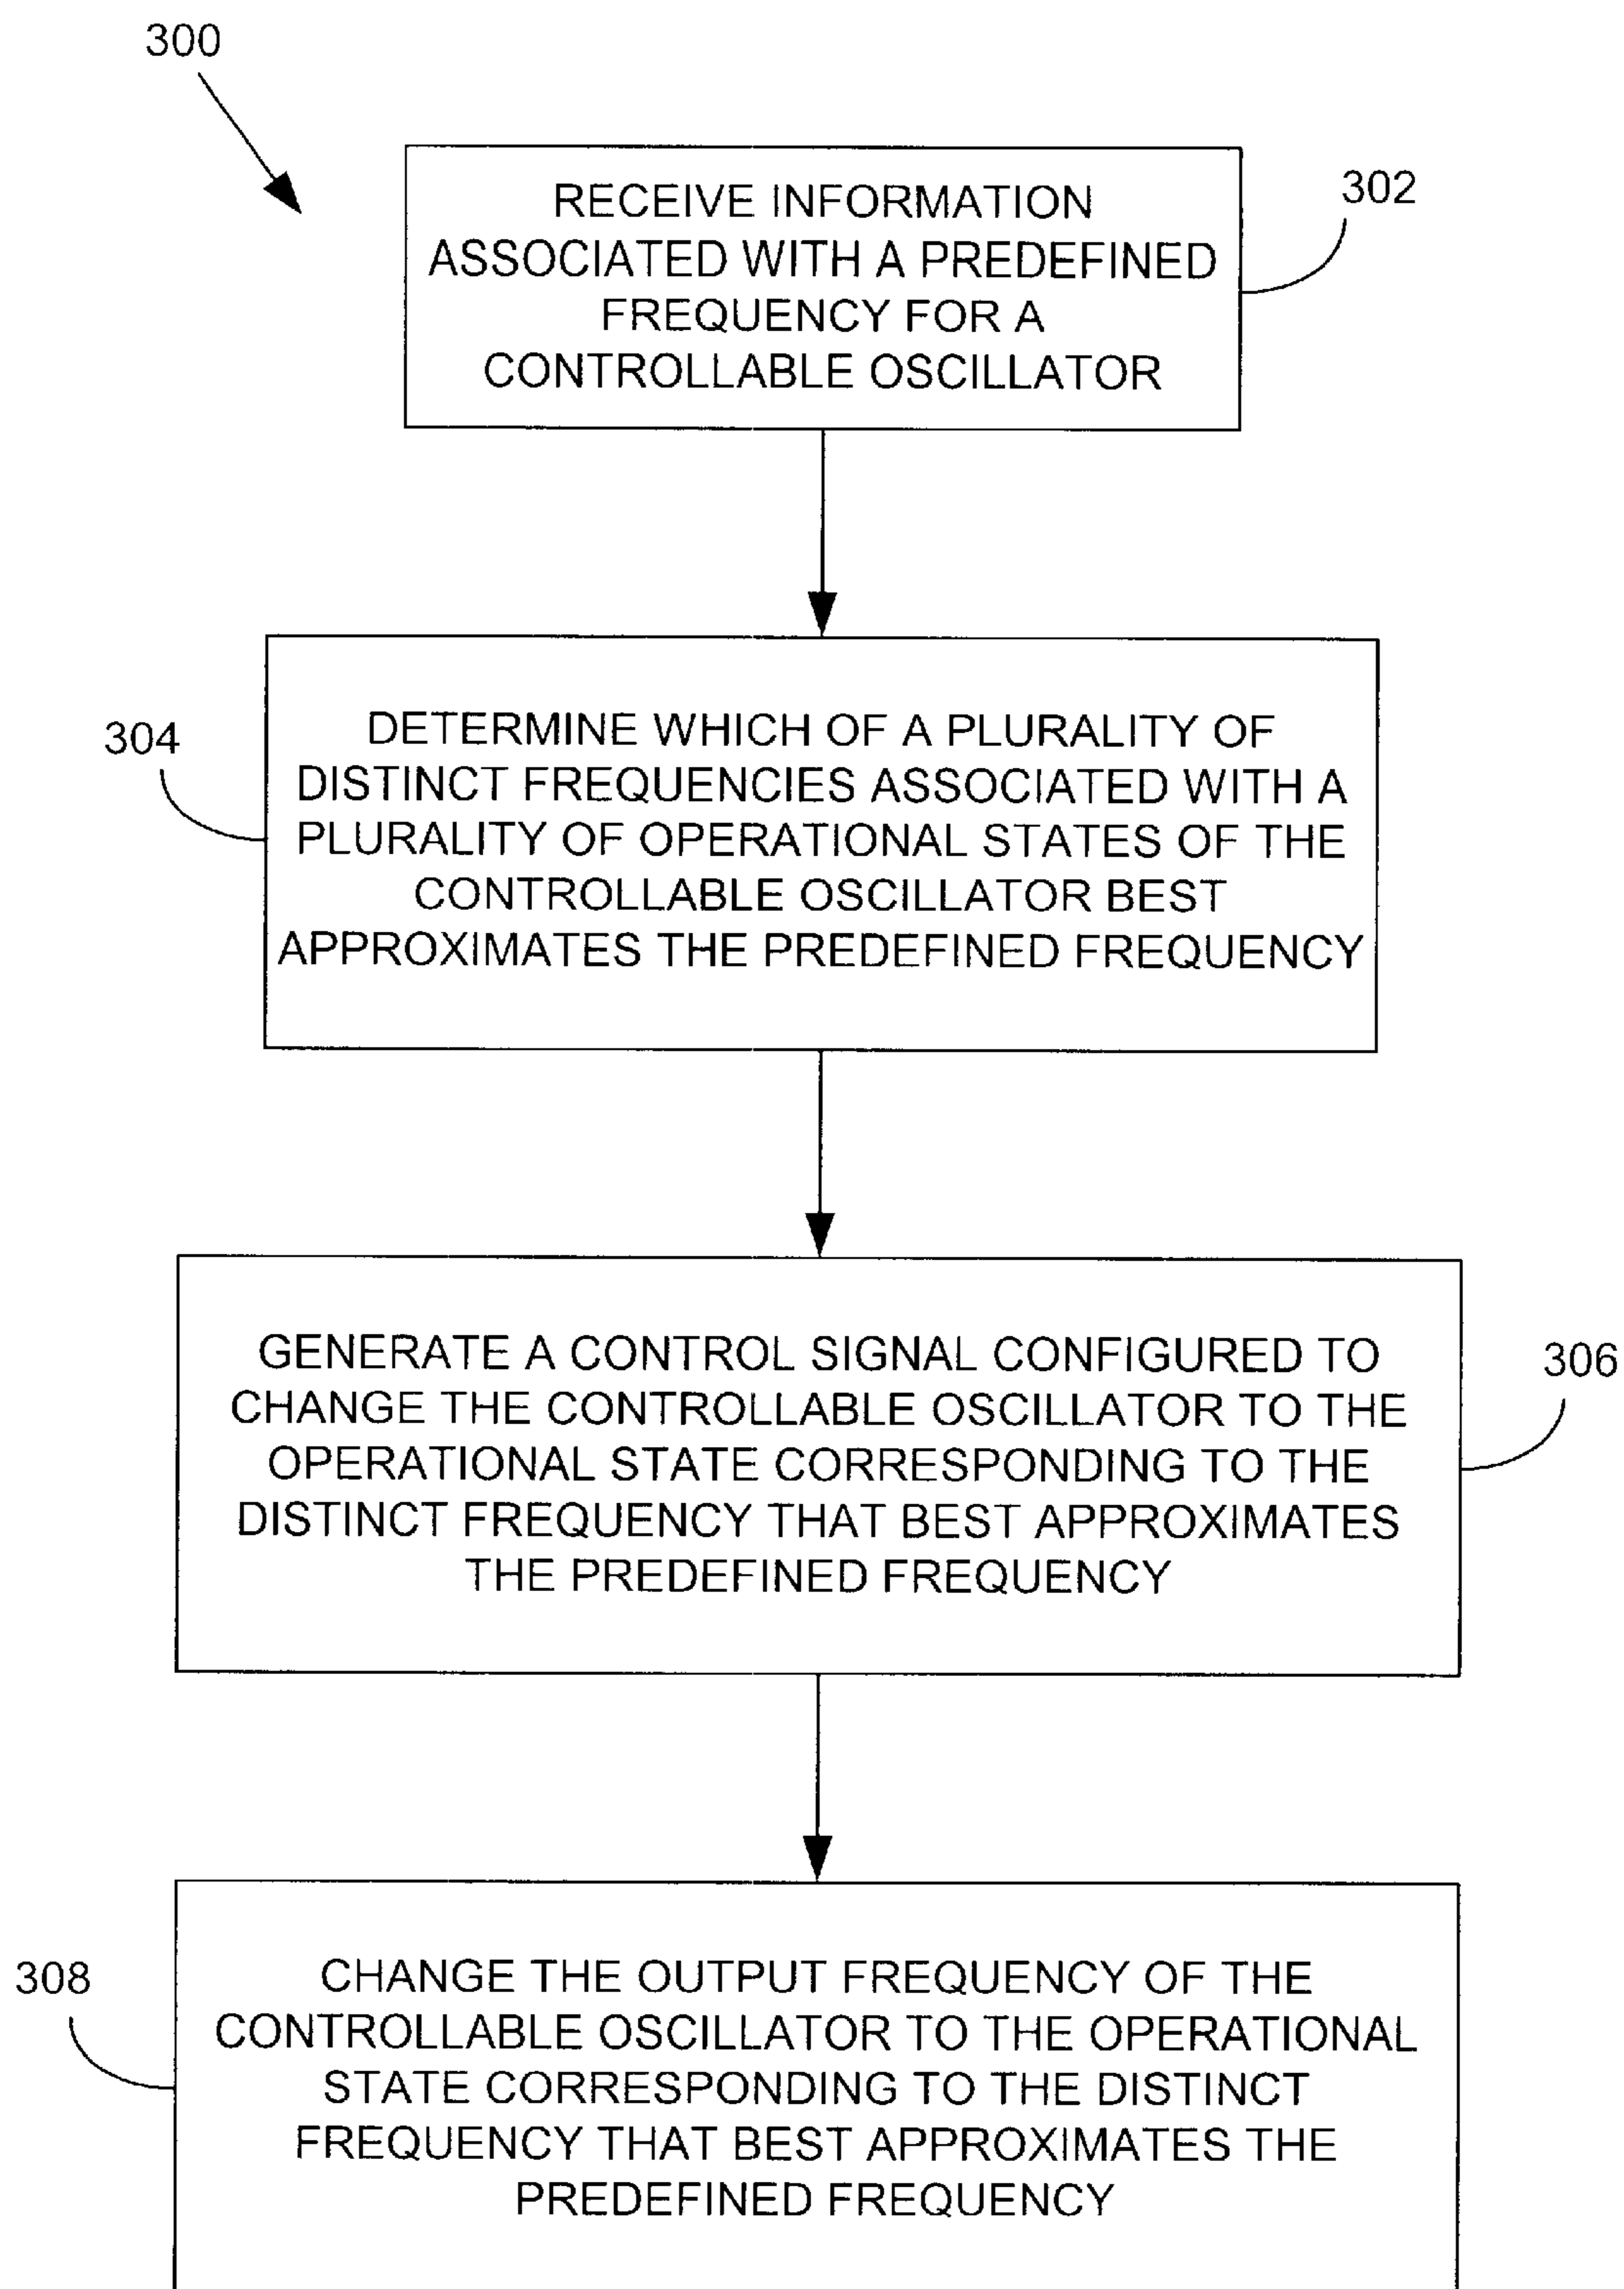 300
RECEIVE INFORMATION
ASSOCIATED WITH A PREDEFINED
FREQUENCY FOR A
CONTROLLABLE OSCILLATOR
302
304
DETERMINE WHICH OF A PLURALITY OF
DISTINCT FREQUENCIES ASSOCIATED WITH A
PLURALITY OF OPERATIONAL STATES OF THE
CONTROLLABLE OSCILLATOR BEST
APPROXIMATES THE PREDEFINED FREQUENCY
GENERATE A CONTROL SIGNAL CONFIGURED TO
CHANGE THE CONTROLLABLE OSCILLATOR TO THE
OPERATIONAL STATE CORRESPONDING TO THE
DISTINCT FREQUENCY THAT BEST APPROXIMATES
THE PREDEFINED FREQUENCY
306
308
CHANGE THE OUTPUT FREQUENCY OF THE
CONTROLLABLE OSCILLATOR TO THE OPERATIONAL
STATE CORRESPONDING TO THE DISTINCT
FREQUENCY THAT BEST APPROXIMATES THE
PREDEFINED FREQUENCY